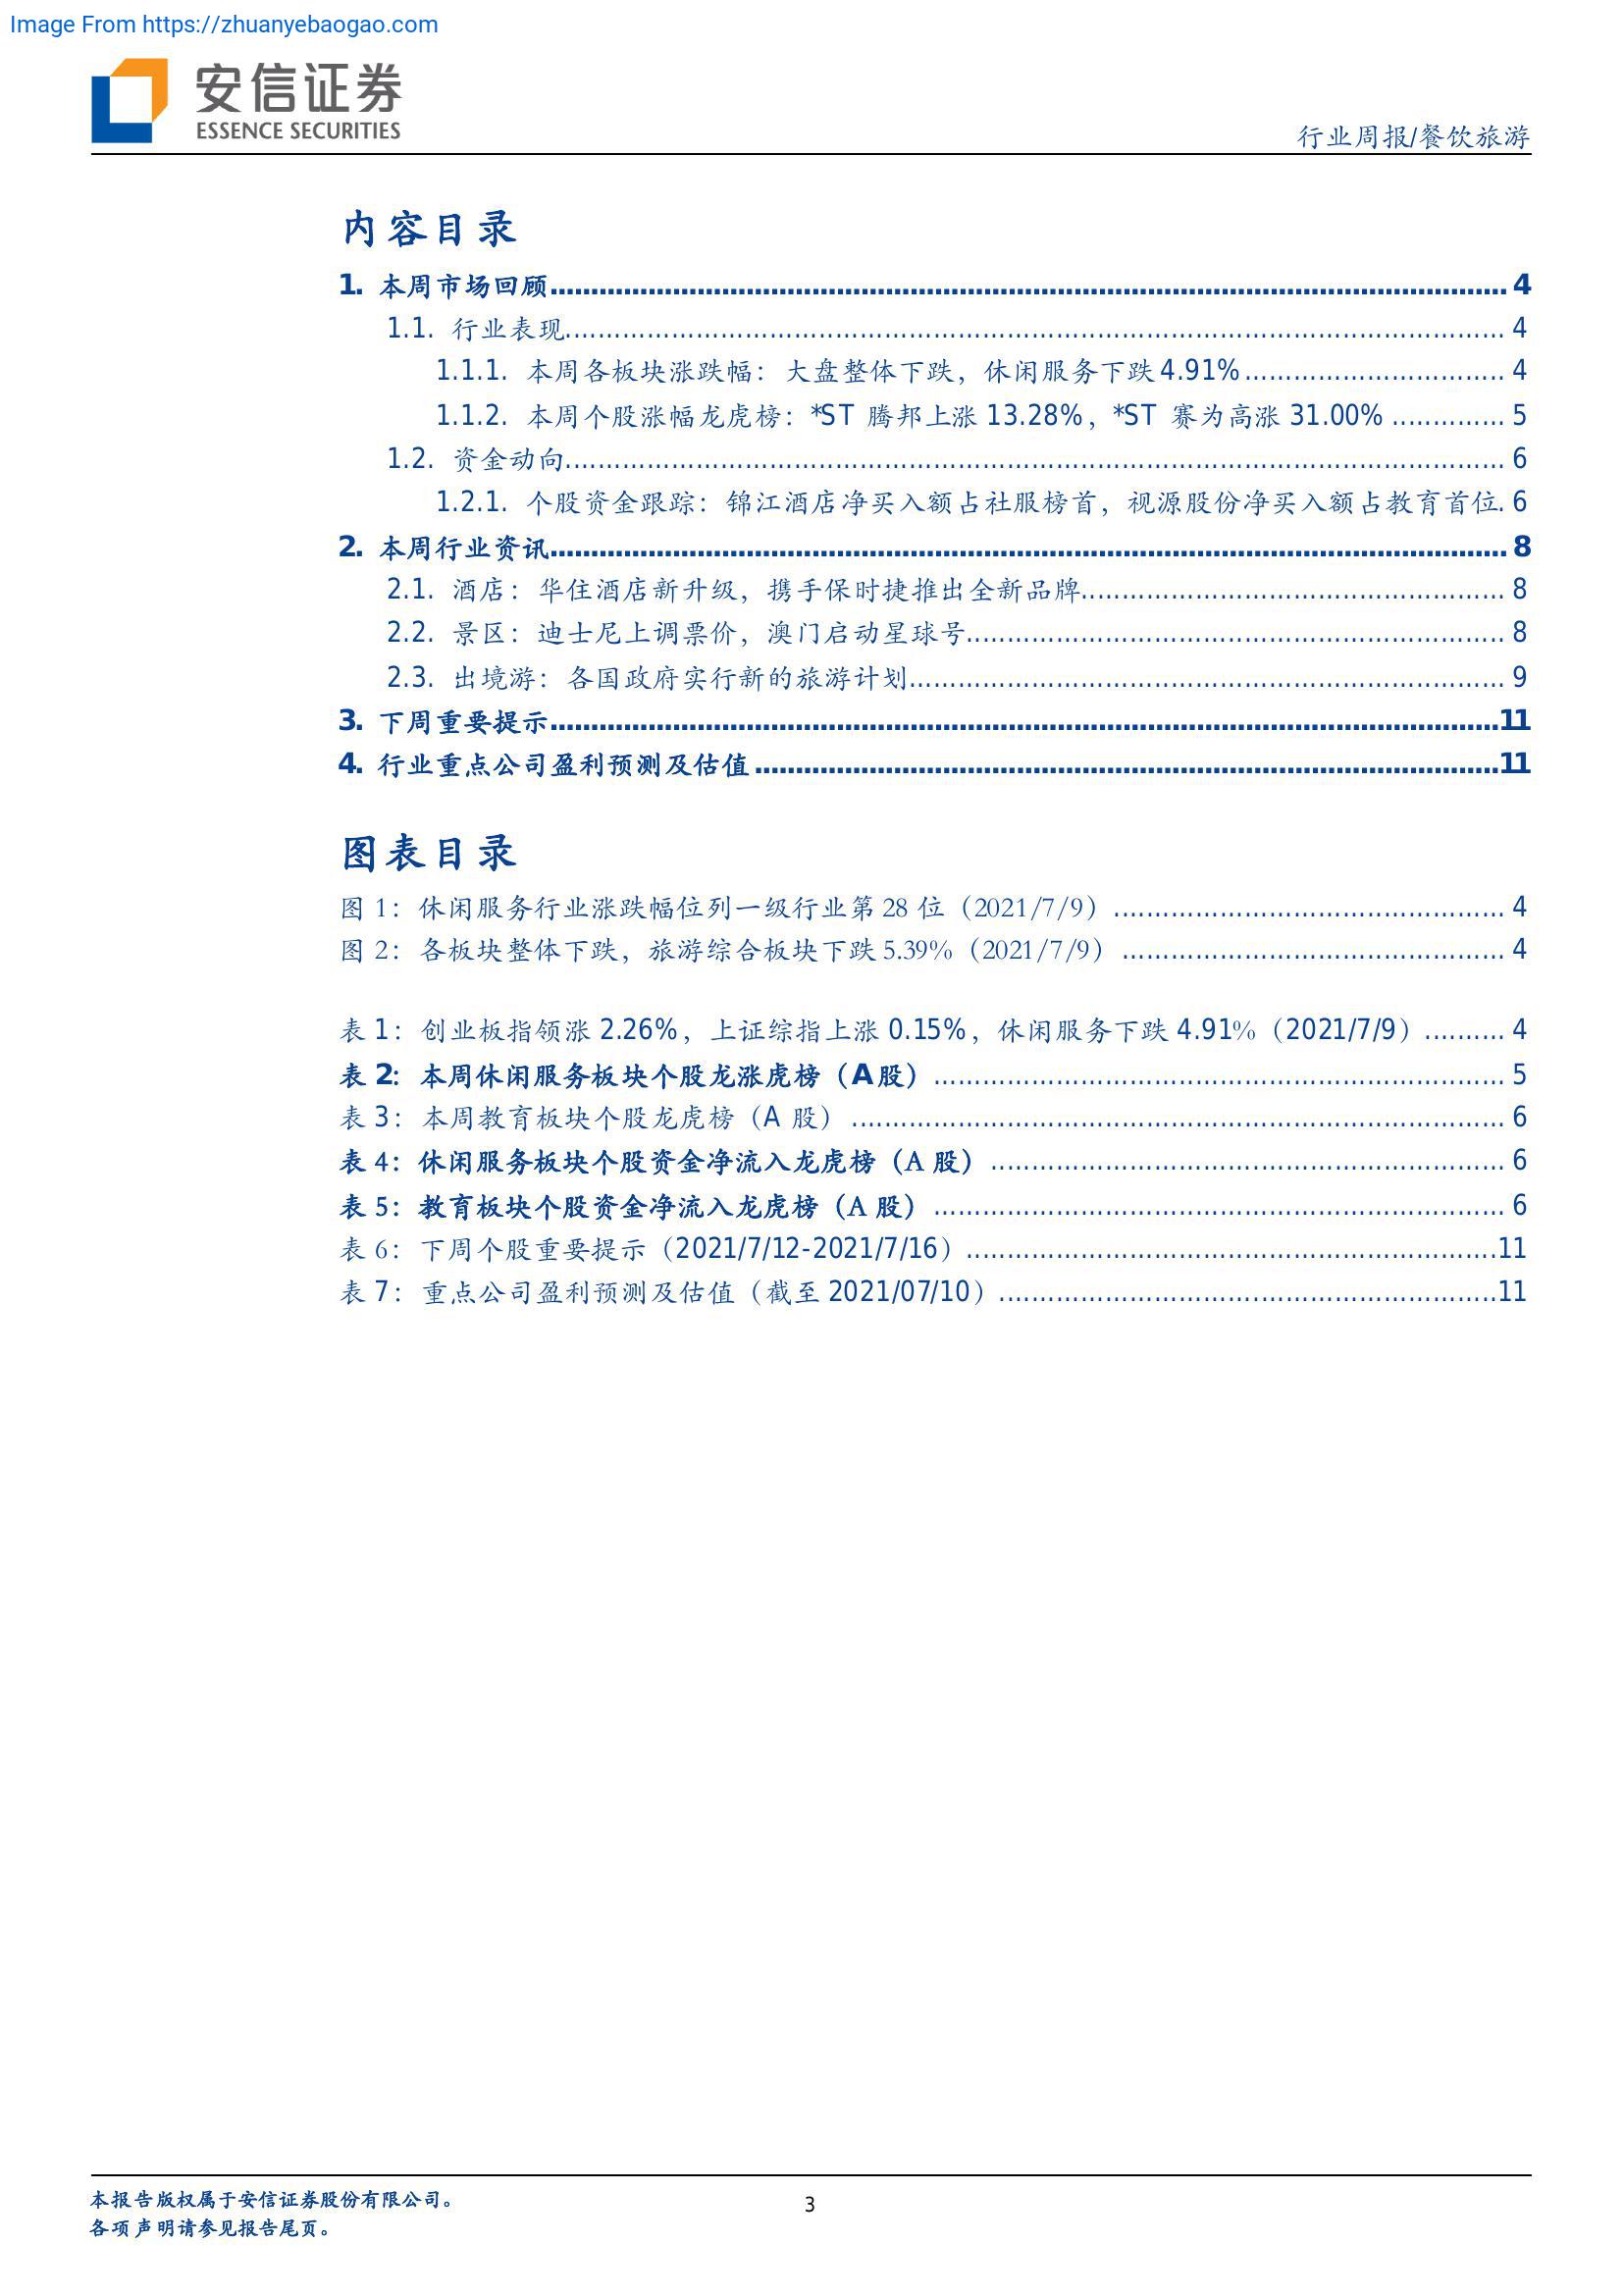 Image From https://zhuanyebaogao.com
安信证券
ESSENCE SECURITIES
行业周报/餐饮旅游
内容目录
1. 本周市场回顾 4
1.1. 行业表现 4
1.1.1. 本周各板块涨跌幅：大盘整体下跌，休闲服务下跌4.91% 4
1.1.2. 本周个股涨幅龙虎榜：*ST 腾邦上涨 13.28%，*ST 赛为高涨 31.00% 5
1.2. 资金动向 6
1.2.1. 个股资金跟踪：锦江酒店净买入额占社服榜首，视源股份净买入额占教育首位. 6
2. 本周行业资讯 8
2.1. 酒店：华住酒店新升级，携手保时捷推出全新品牌 8
2.2. 景区：迪士尼上调票价，澳门启动星球号 8
2.3. 出境游：各国政府实行新的旅游计划 9
3. 下周重要提示 11
4. 行业重点公司盈利预测及估值 11
图表目录
图 1：休闲服务行业涨跌幅位列一级行业第 28 位（2021/7/9） 4
图 2：各板块整体下跌，旅游综合板块下跌 5.39%（2021/7/9） 4
表 1：创业板指领涨 2.26%，上证综指上涨 0.15%，休闲服务下跌 4.91%（2021/7/9） 4
表 2：本周休闲服务板块个股龙涨虎榜（A 股） 5
表 3：本周教育板块个股龙虎榜（A 股） 6
表 4：休闲服务板块个股资金净流入龙虎榜（A 股） 6
表 5：教育板块个股资金净流入龙虎榜（A 股） 6
表 6：下周个股重要提示（2021/7/12-2021/7/16） 11
表 7：重点公司盈利预测及估值（截至 2021/07/10） 11
本报告版权属于安信证券股份有限公司。
3
各项声明请参见报告尾页。